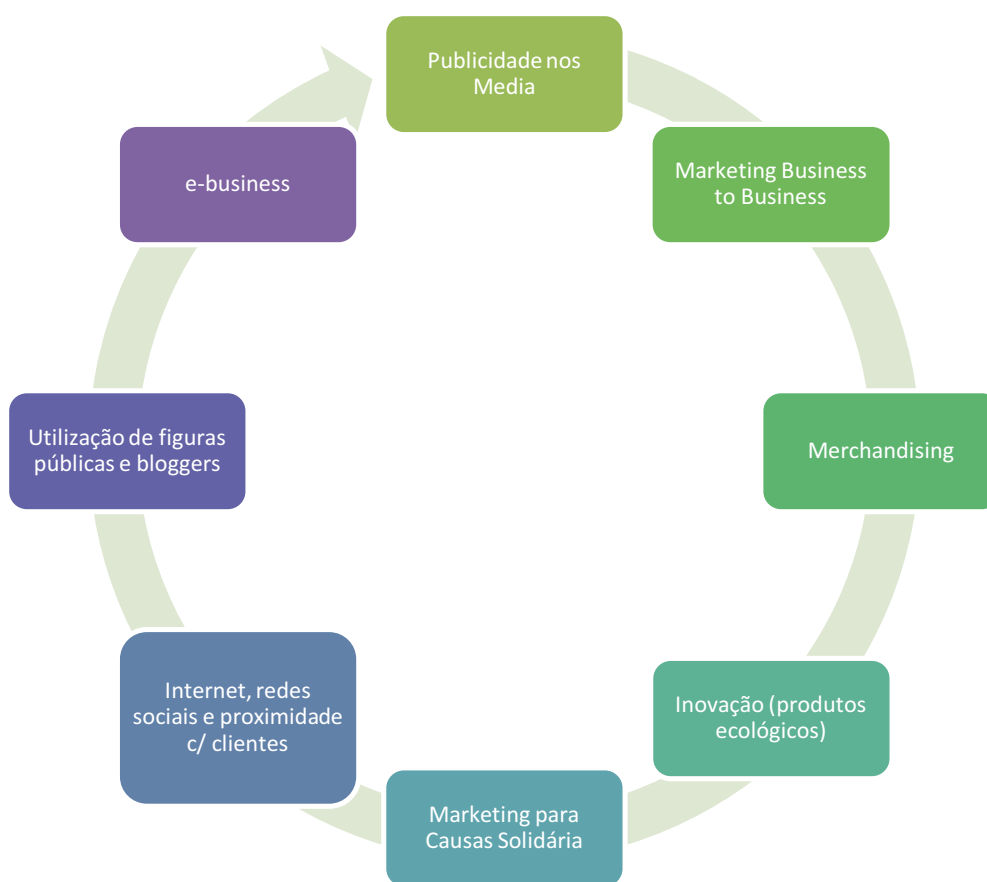 Publicidade nos
Media
Marketing Business
to Business
Merchandising
Inovação (produtos
ecológicos)
Marketing para
Causas Solidária
Internet, redes
sociais e proximidade
c/ clientes
Utilização de figuras
públicas e bloggers
e-business